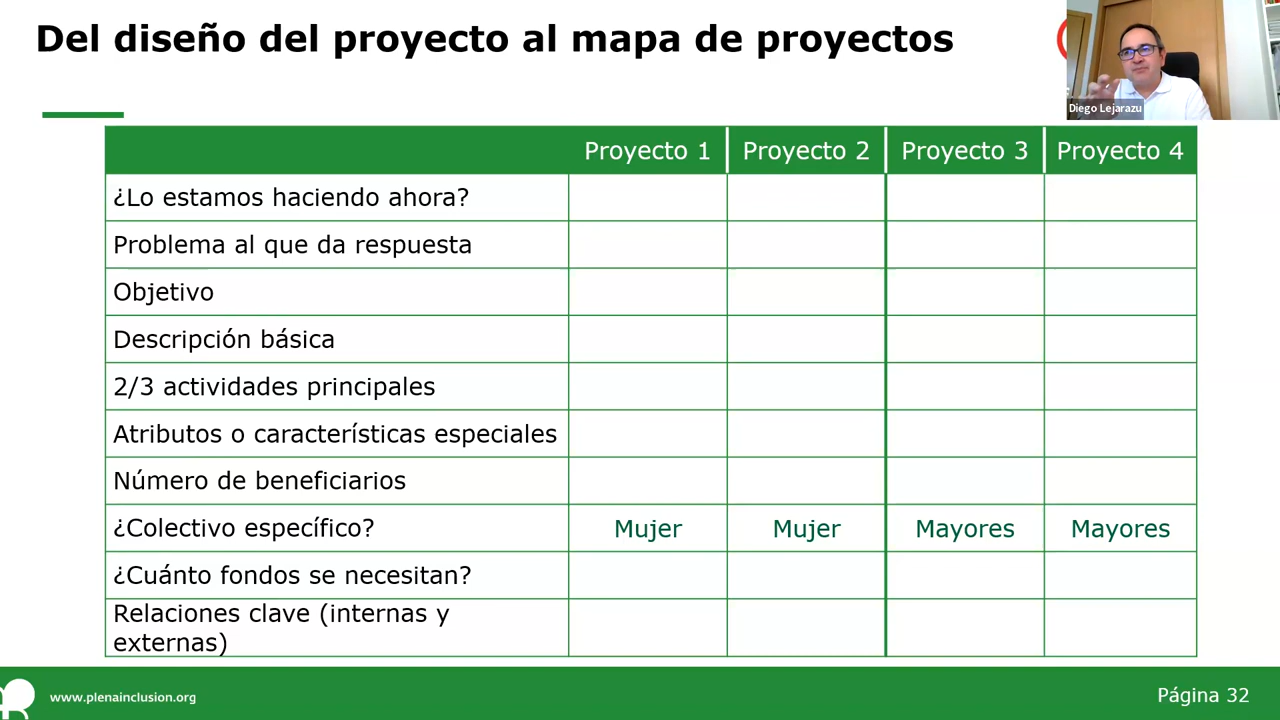 Del diseño del proyecto al mapa de proyectos
Diego Lejarazu
Proyecto 1 Proyecto 2 Proyecto 3 Proyecto 4
¿Lo estamos haciendo ahora?
Problema al que da respuesta
Objetivo
Descripción básica
2/3 actividades principales
Atributos o características especiales
Número de beneficiarios
¿Colectivo específico? Mujer Mujer Mayores Mayores
¿Cuánto fondos se necesitan?
Relaciones clave (internas y
externas)
www.plenainclusion.org
Página 32